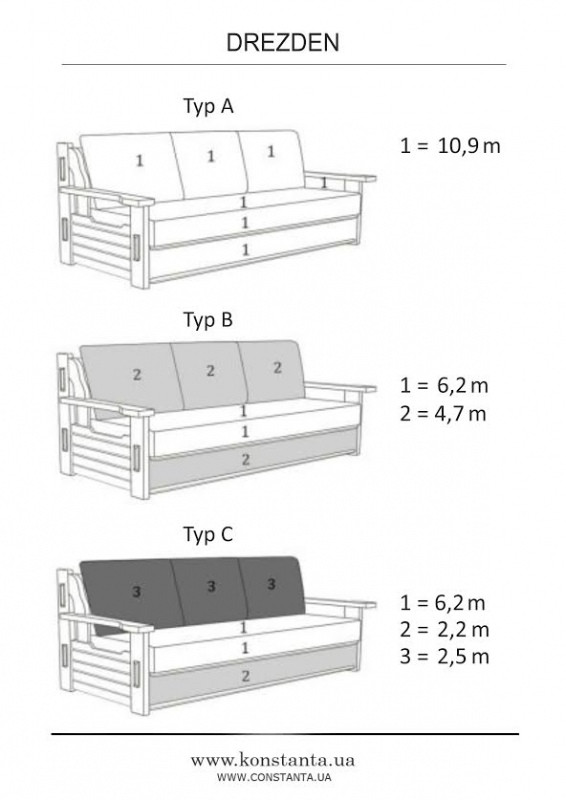 DREZDEN
Typ A
1 = 10,9 m
1 1 1
1
1
1
1
Typ B
1 = 6,2 m
2 = 4,7 m
2 2 2
1
1
2
Typ C
1 = 6,2 m
2 = 2,2 m
3 = 2,5 m
3 3 3
1
1
2
www.konstanta.ua
WWW.CONSTANTA.UA